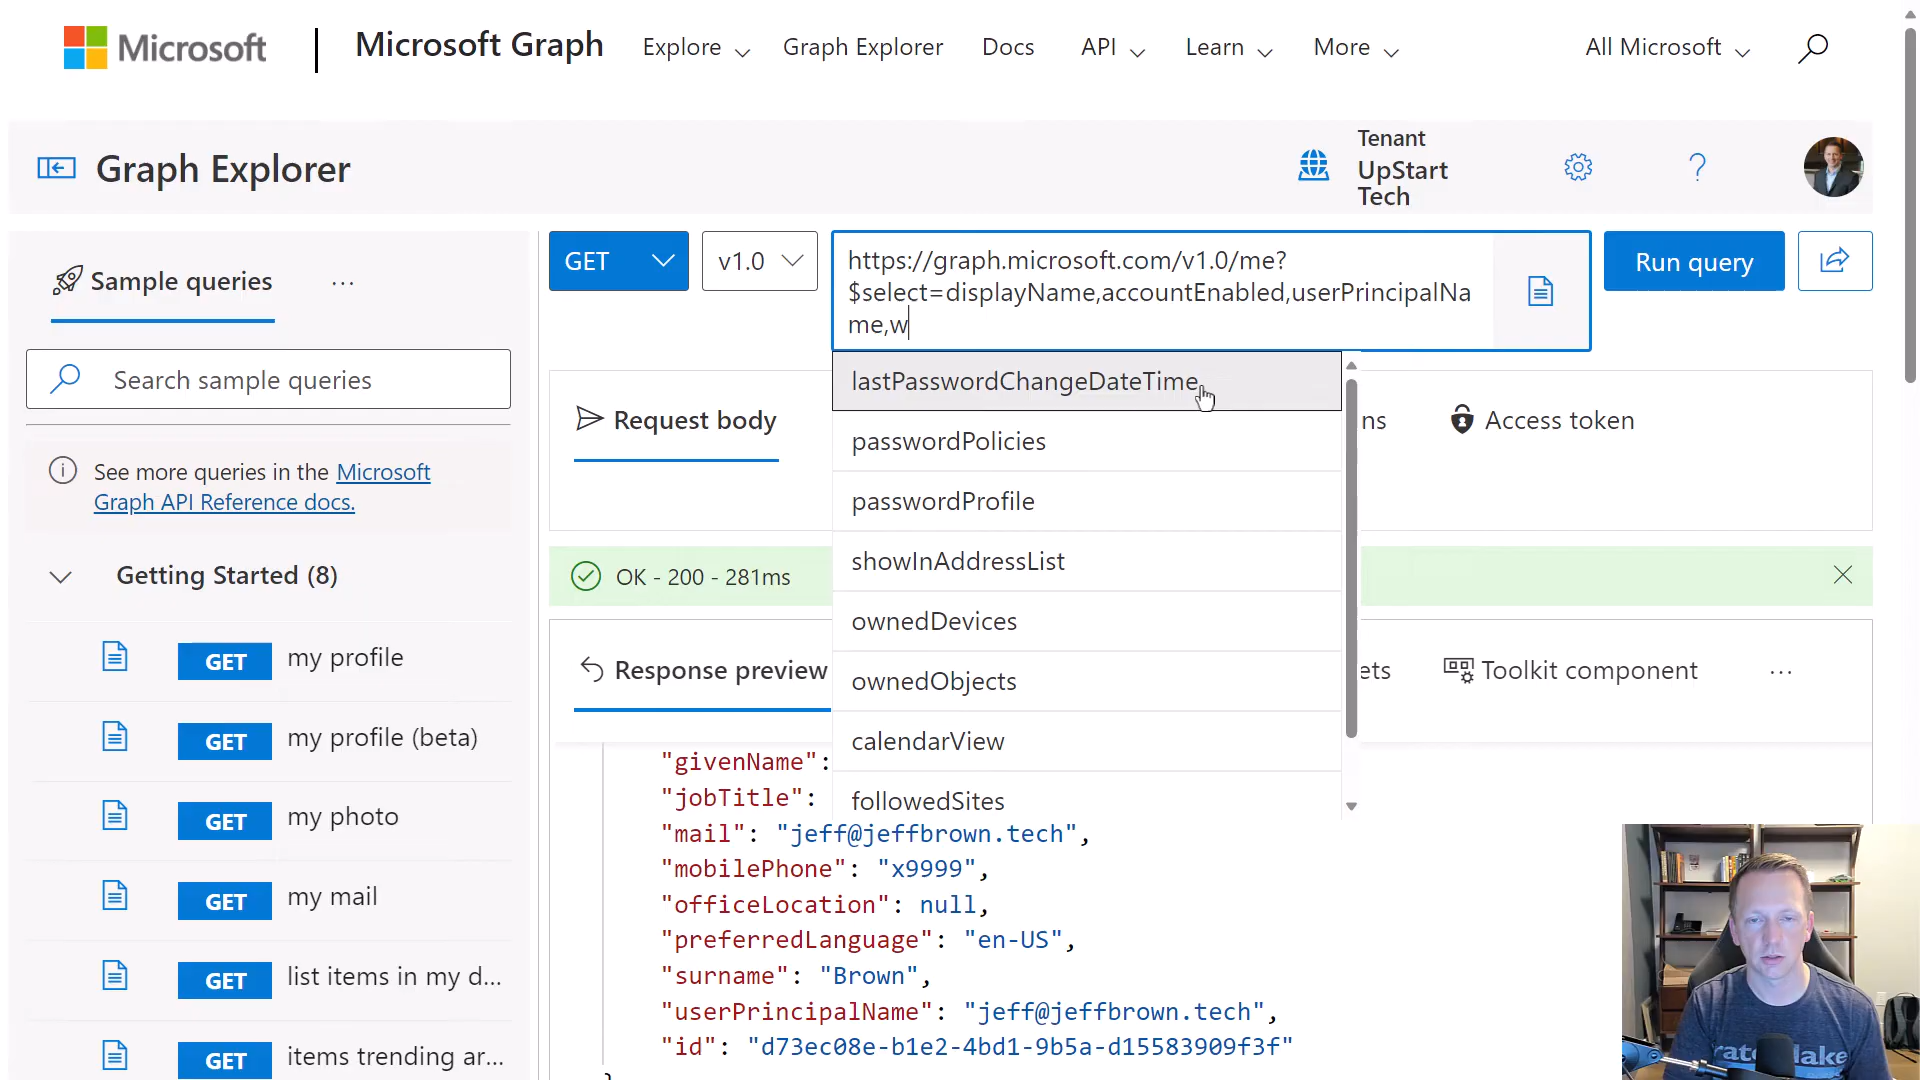 Microsoft
Microsoft Graph
Explore
Graph Explorer
Docs
API
Learn
More
All Microsoft
Graph Explorer
Tenant
UpStart
Tech
Sample queries
...
Search sample queries
See more queries in the Microsoft
Graph API Reference docs.
Getting Started (8)
GET my profile
GET my profile (beta)
GET my photo
GET my mail
GET list items in my d...
GET items trending ar...
GET
v1.0
https://graph.microsoft.com/v1.0/me?
$select=displayName,accountEnabled,userPrincipalNa
me,w
Run query
lastPasswordChangeDateTime
passwordPolicies
passwordProfile
showInAddressList
ownedDevices
ownedObjects
calendarView
followedSites
Request body
ns
Access token
OK - 200 - 281ms
Response preview
ets
Toolkit component
...
"givenName":
"jobTitle":
"mail": "jeff@jeffbrown.tech",
"mobilePhone": "x9999",
"officeLocation": null,
"preferredLanguage": "en-US",
"surname": "Brown",
"userPrincipalName": "jeff@jeffbrown.tech",
"id": "d73ec08e-b1e2-4bd1-9b5a-d15583909f3f"